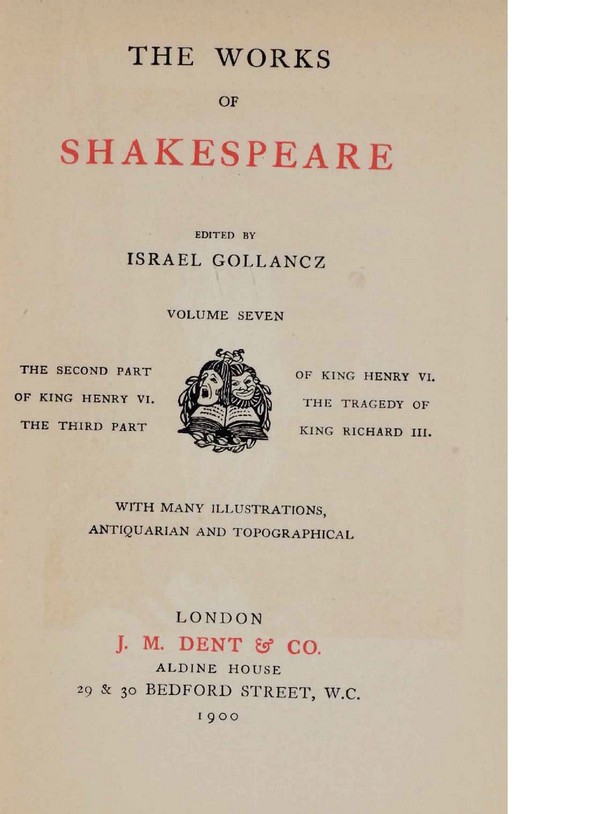 THE WORKS
OF
SHAKESPEARE
EDITED BY
ISRAEL GOLLANCZ
VOLUME SEVEN
THE SECOND PART
OF KING HENRY VI.
THE THIRD PART
OF KING HENRY VI.
THE TRAGEDY OF
KING RICHARD III.
WITH MANY ILLUSTRATIONS,
ANTIQUARIAN AND TOPOGRAPHICAL
LONDON
J. M. DENT & CO.
ALDINE HOUSE
29 & 30 BEDFORD STREET, W.C.
1900